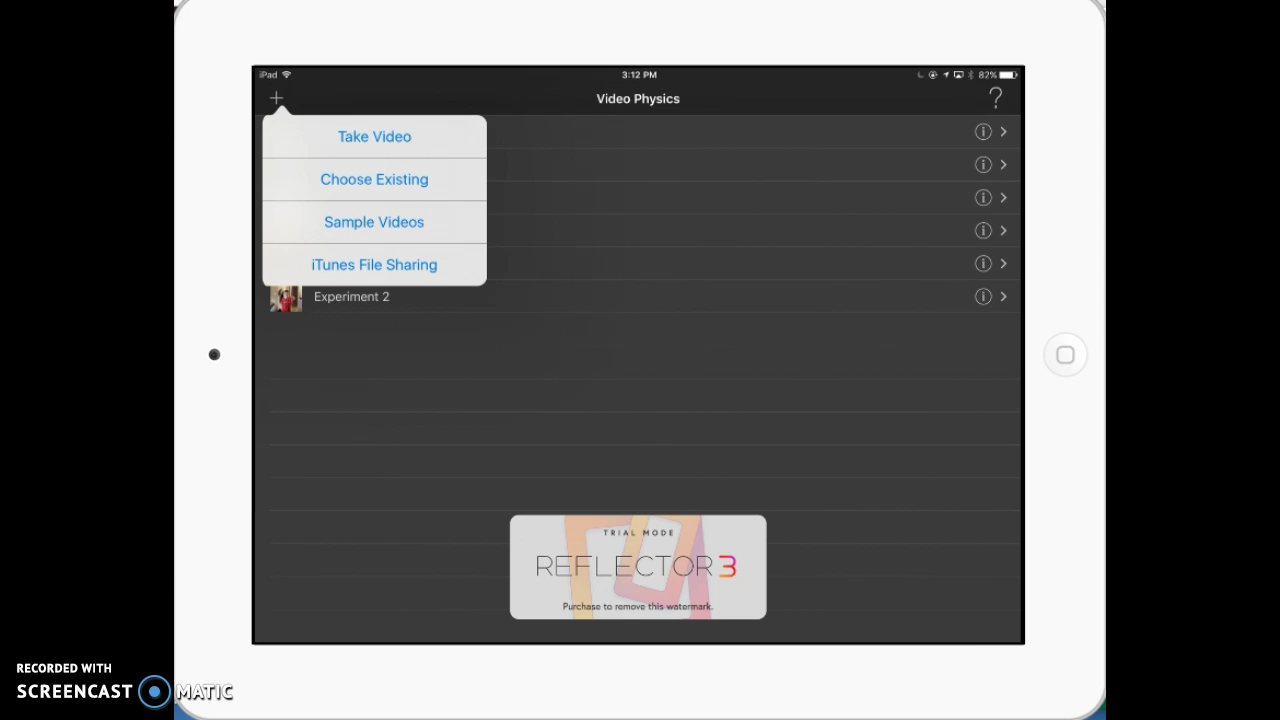 iPad
3:12 PM
82%
Video Physics
?
Take Video
Choose Existing
Sample Videos
iTunes File Sharing
Experiment 2
TRIAL MODE
REFLECTOR 3
Purchase to remove this watermark.
RECORDED WITH
SCREENCAST MATIC